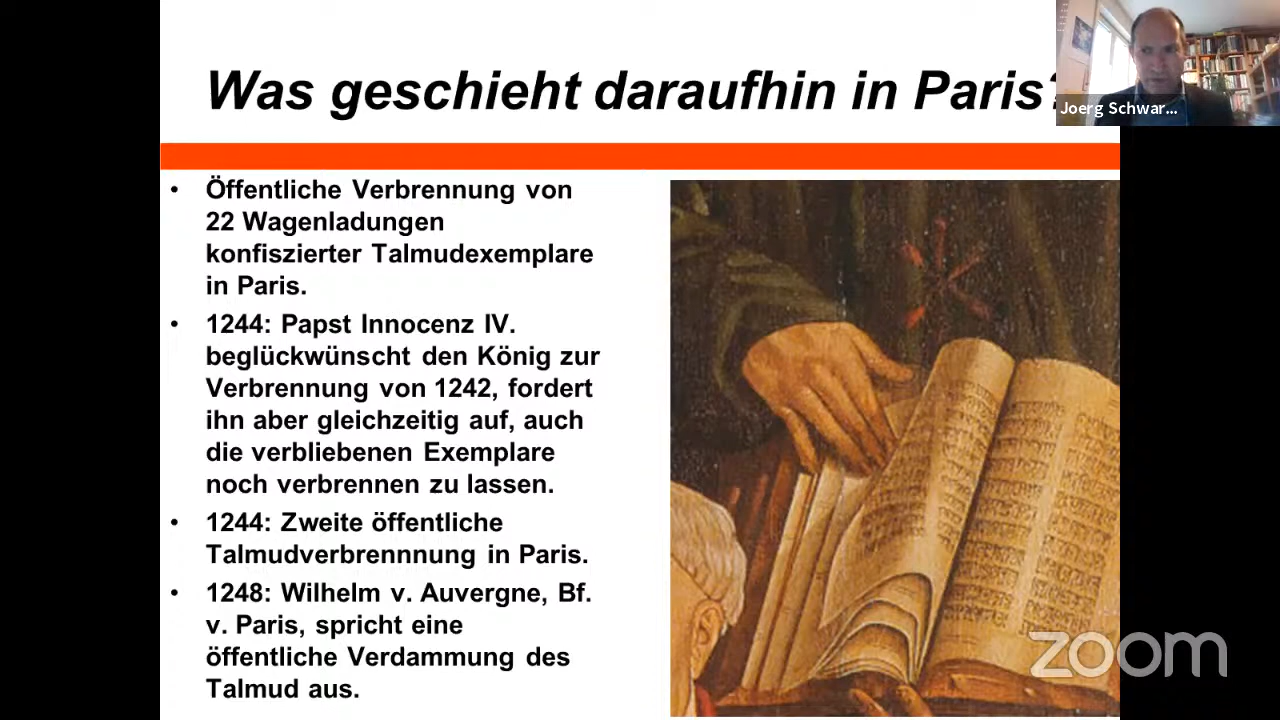 Was geschieht daraufhin in Paris?
Joerg Schwar...
• Öffentliche Verbrennung von
22 Wagenladungen
konfiszierter Talmudexemplare
in Paris.
• 1244: Papst Innocenz IV.
beglückwünscht den König zur
Verbrennung von 1242, fordert
ihn aber gleichzeitig auf, auch
die verbliebenen Exemplare
noch verbrennen zu lassen.
• 1244: Zweite öffentliche
Talmudverbrennnung in Paris.
• 1248: Wilhelm v. Auvergne, Bf.
v. Paris, spricht eine
öffentliche Verdammung des
Talmud aus.
zoom